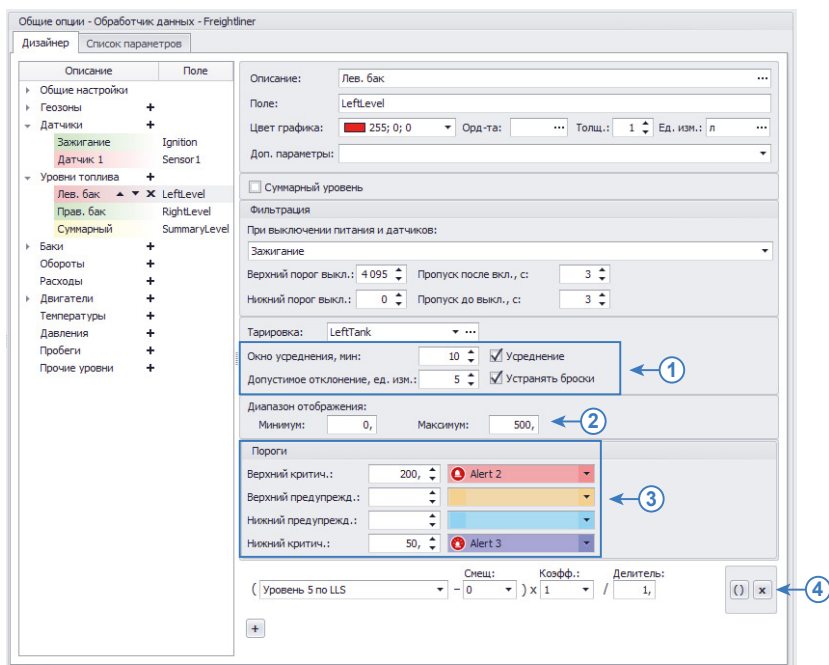 Общие опции - Обработчик данных - Freightliner
Дизайнер Список параметров
Описание Поле
Общие настройки
Геозоны +
Датчики +
Зажигание Ignition
Датчик 1 Sensor1
Уровни топлива +
Лев. бак LeftLevel
Прав. бак RightLevel
Суммарный SummaryLevel
Баки +
Обороты +
Расходы +
Двигатели +
Температуры +
Давления +
Пробеги +
Прочие уровни +
Описание: Лев. бак ...
Поле: LeftLevel
Цвет графика: 255; 0; 0 Орд-та: ... Толщ.: 1 Ед. изм.: л ...
Доп. параметры:
Суммарный уровень
Фильтрация
При выключении питания и датчиков:
Зажигание
Верхний порог выкл.: 4 095 Пропуск после вкл., с: 3
Нижний порог выкл.: 0 Пропуск до выкл., с: 3
Тарировка: LeftTank ...
Окно усреднения, мин: 10 Усреднение
Допустимое отклонение, ед. изм.: 5 Устранять броски
1
Диапазон отображения:
Минимум: 0, Максимум: 500,
2
Пороги
Верхний критич.: 200, Alert 2
Верхний предупрежд.:
Нижний предупрежд.:
Нижний критич.: 50, Alert 3
3
Смещ: Коэфф.: Делитель:
( Уровень 5 по LLS - 0 ) x 1 / 1, () x
4
+